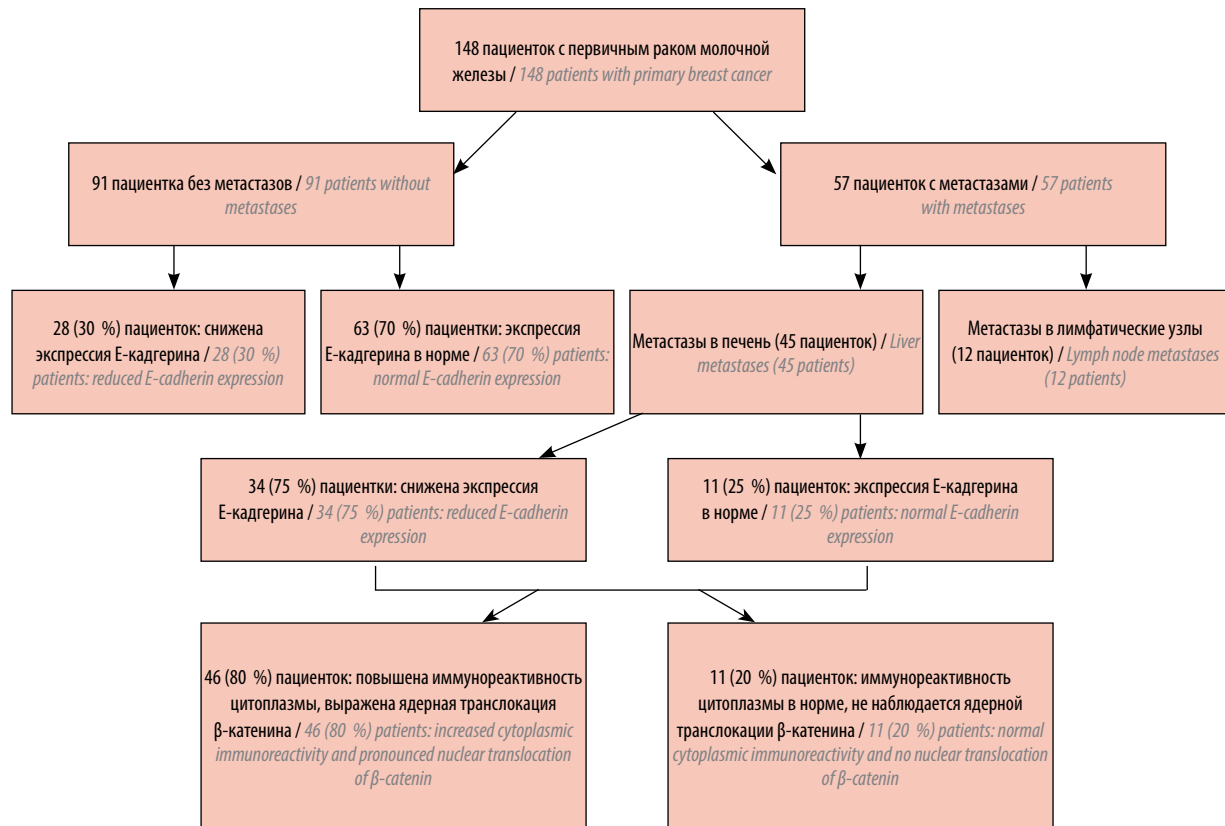 148 пациенток с первичным раком молочной
железы / 148 patients with primary breast cancer
91 пациентка без метастазов / 91 patients without
metastases
57 пациенток с метастазами / 57 patients
with metastases
28 (30 %) пациенток: снижена
экспрессия Е-кадгерина / 28 (30 %)
patients: reduced E-cadherin expression
63 (70 %) пациентки: экспрессия
Е-кадгерина в норме / 63 (70 %) patients:
normal E-cadherin expression
Метастазы в печень (45 пациенток) / Liver
metastases (45 patients)
Метастазы в лимфатические узлы
(12 пациенток) / Lymph node metastases
(12 patients)
34 (75 %) пациентки: снижена экспрессия
Е-кадгерина / 34 (75 %) patients: reduced E-cadherin
expression
11 (25 %) пациенток: экспрессия Е-кадгерина
в норме / 11 (25 %) patients: normal E-cadherin
expression
46 (80 %) пациенток: повышена иммунореактивность
цитоплазмы, выражена ядерная транслокация
β-катенина / 46 (80 %) patients: increased cytoplasmic
immunoreactivity and pronounced nuclear translocation
of β-catenin
11 (20 %) пациенток: иммунореактивность
цитоплазмы в норме, не наблюдается ядерной
транслокации β-катенина / 11 (20 %) patients: normal
cytoplasmic immunoreactivity and no nuclear translocation
of β-catenin